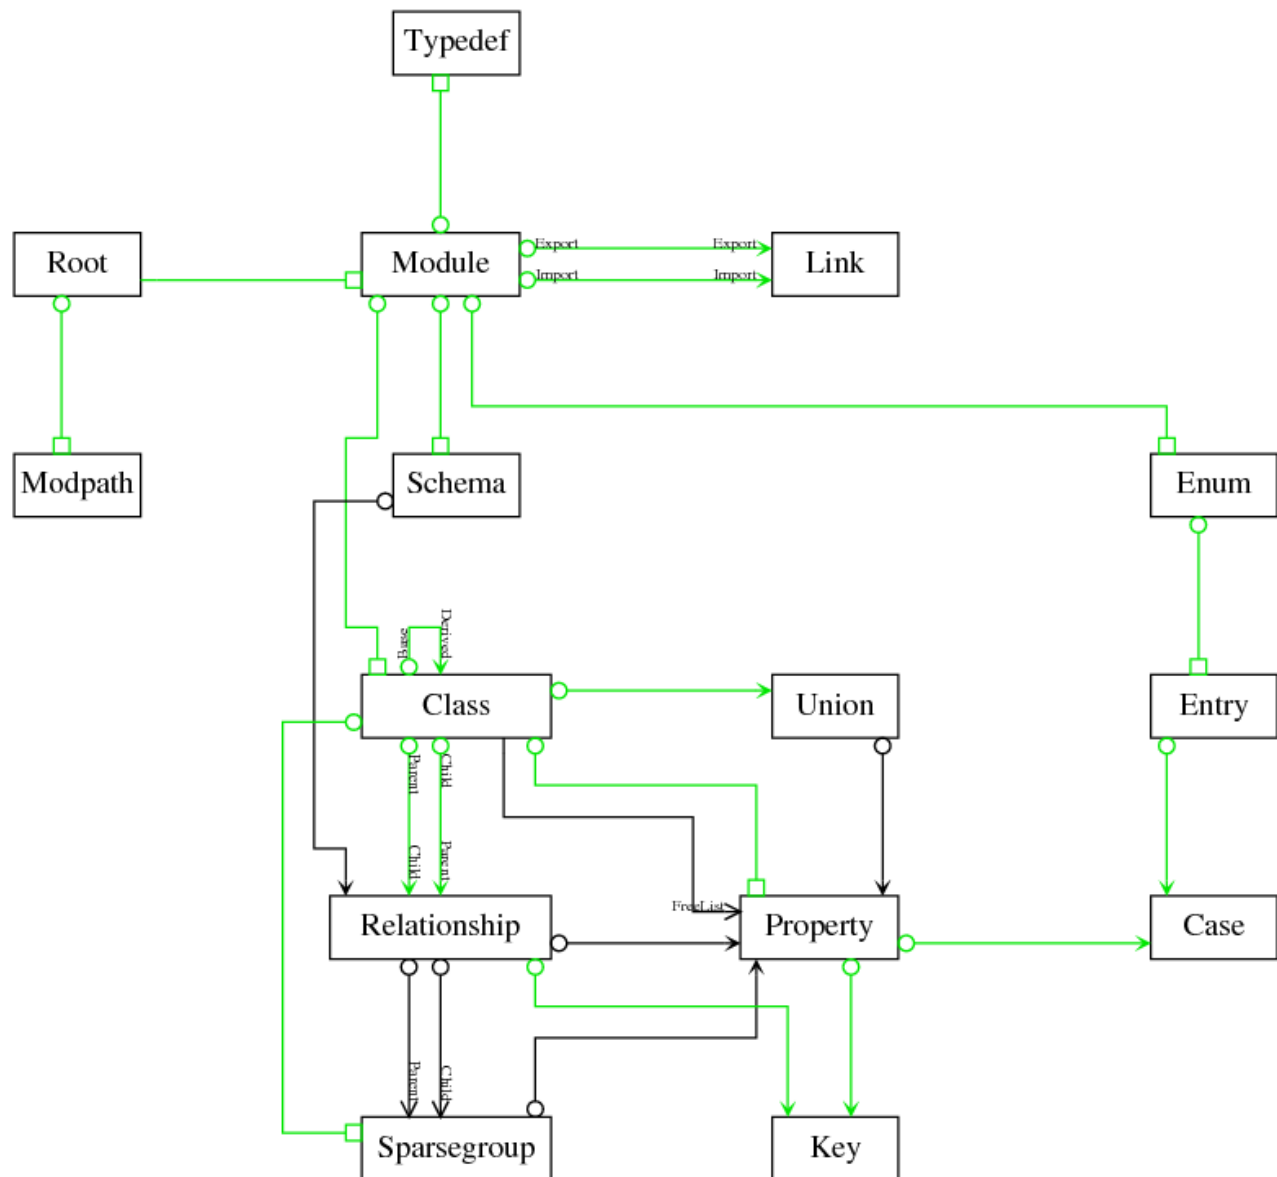 Typedef
Root
Module
Export
Export
Import
Import
Link
Modpath
Schema
Enum
Base
Derived
Class
Union
Entry
Parent
Child
Child
Parent
FreeList
Relationship
Property
Case
Parent
Child
Sparsegroup
Key